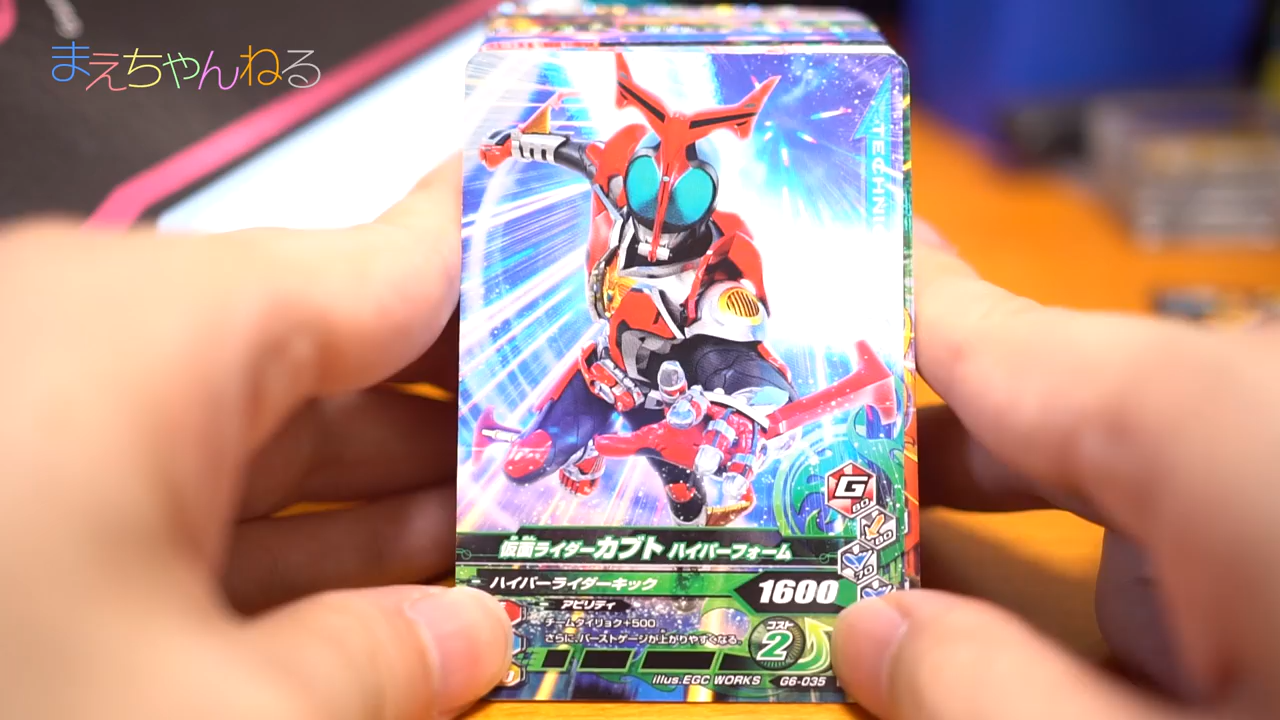 まえちゃんねる
TECHNI
G
80
80
70
仮面ライダーカブト ハイパーフォーム
ハイパーライダーキック
1600
アビリティ
チームタイリョク+500
さらに、バーストゲージが上がりやすくなる。
コスト
2
illus.EGC WORKS G6-035